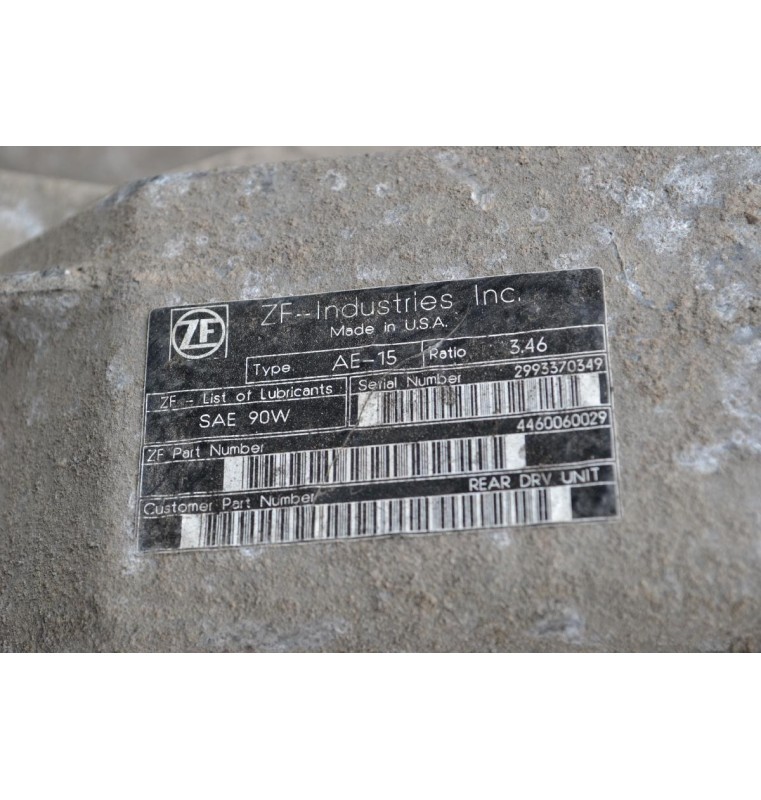 ZF
ZF-Industries Inc.
Made in U.S.A.
Type AE-15 Ratio 3.46
ZF - List of Lubricants
SAE 90W
Serial Number 2993370349
ZF Part Number 4460060029
Customer Part Number REAR DRV UNIT